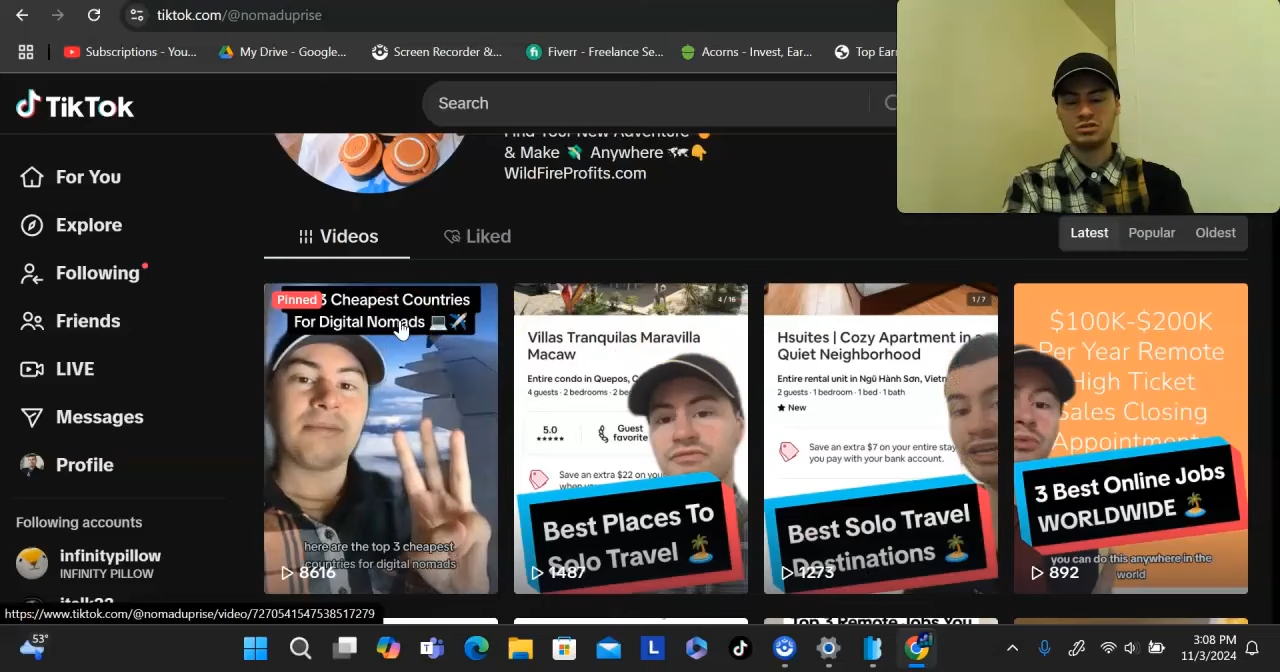 tiktok.com/@nomaduprise
Subscriptions - You...
My Drive - Google...
Screen Recorder &...
Fiverr - Freelance Se...
Acorns - Invest, Ear...
Top Ear
TikTok
Search
& Make 💸 Anywhere 🗺👇
WildFireProfits.com
For You
Explore
Following
Friends
LIVE
Messages
Profile
Following accounts
infinitypillow
INFINITY PILLOW
Videos
Liked
Latest
Popular
Oldest
Pinned
3 Cheapest Countries
For Digital Nomads 💻✈️
here are the top 3 cheapest
countries for digital nomads
8616
4/16
Villas Tranquilas Maravilla
Macaw
Entire condo in Quepos, C
4 guests · 2 bedrooms · 2 be
5.0
Guest
favorite
Save an extra $22 on you
Best Places To
Solo Travel 🏝
1487
1/7
Hsuites | Cozy Apartment in a
Quiet Neighborhood
Entire rental unit in Ngũ Hành Sơn, Vietn
2 guests · 1 bedroom · 1 bed · 1 bath
New
Save an extra $7 on your entire stay
you pay with your bank account.
Best Solo Travel
Destinations 🏝
1273
$100K-$200K
Per Year Remote
High Ticket
Sales Closing
Appointment
3 Best Online Jobs
WORLDWIDE 🏝
you can do this anywhere in the
world
892
https://www.tiktok.com/@nomaduprise/video/7270541547538517279
53°
3:08 PM
11/3/2024